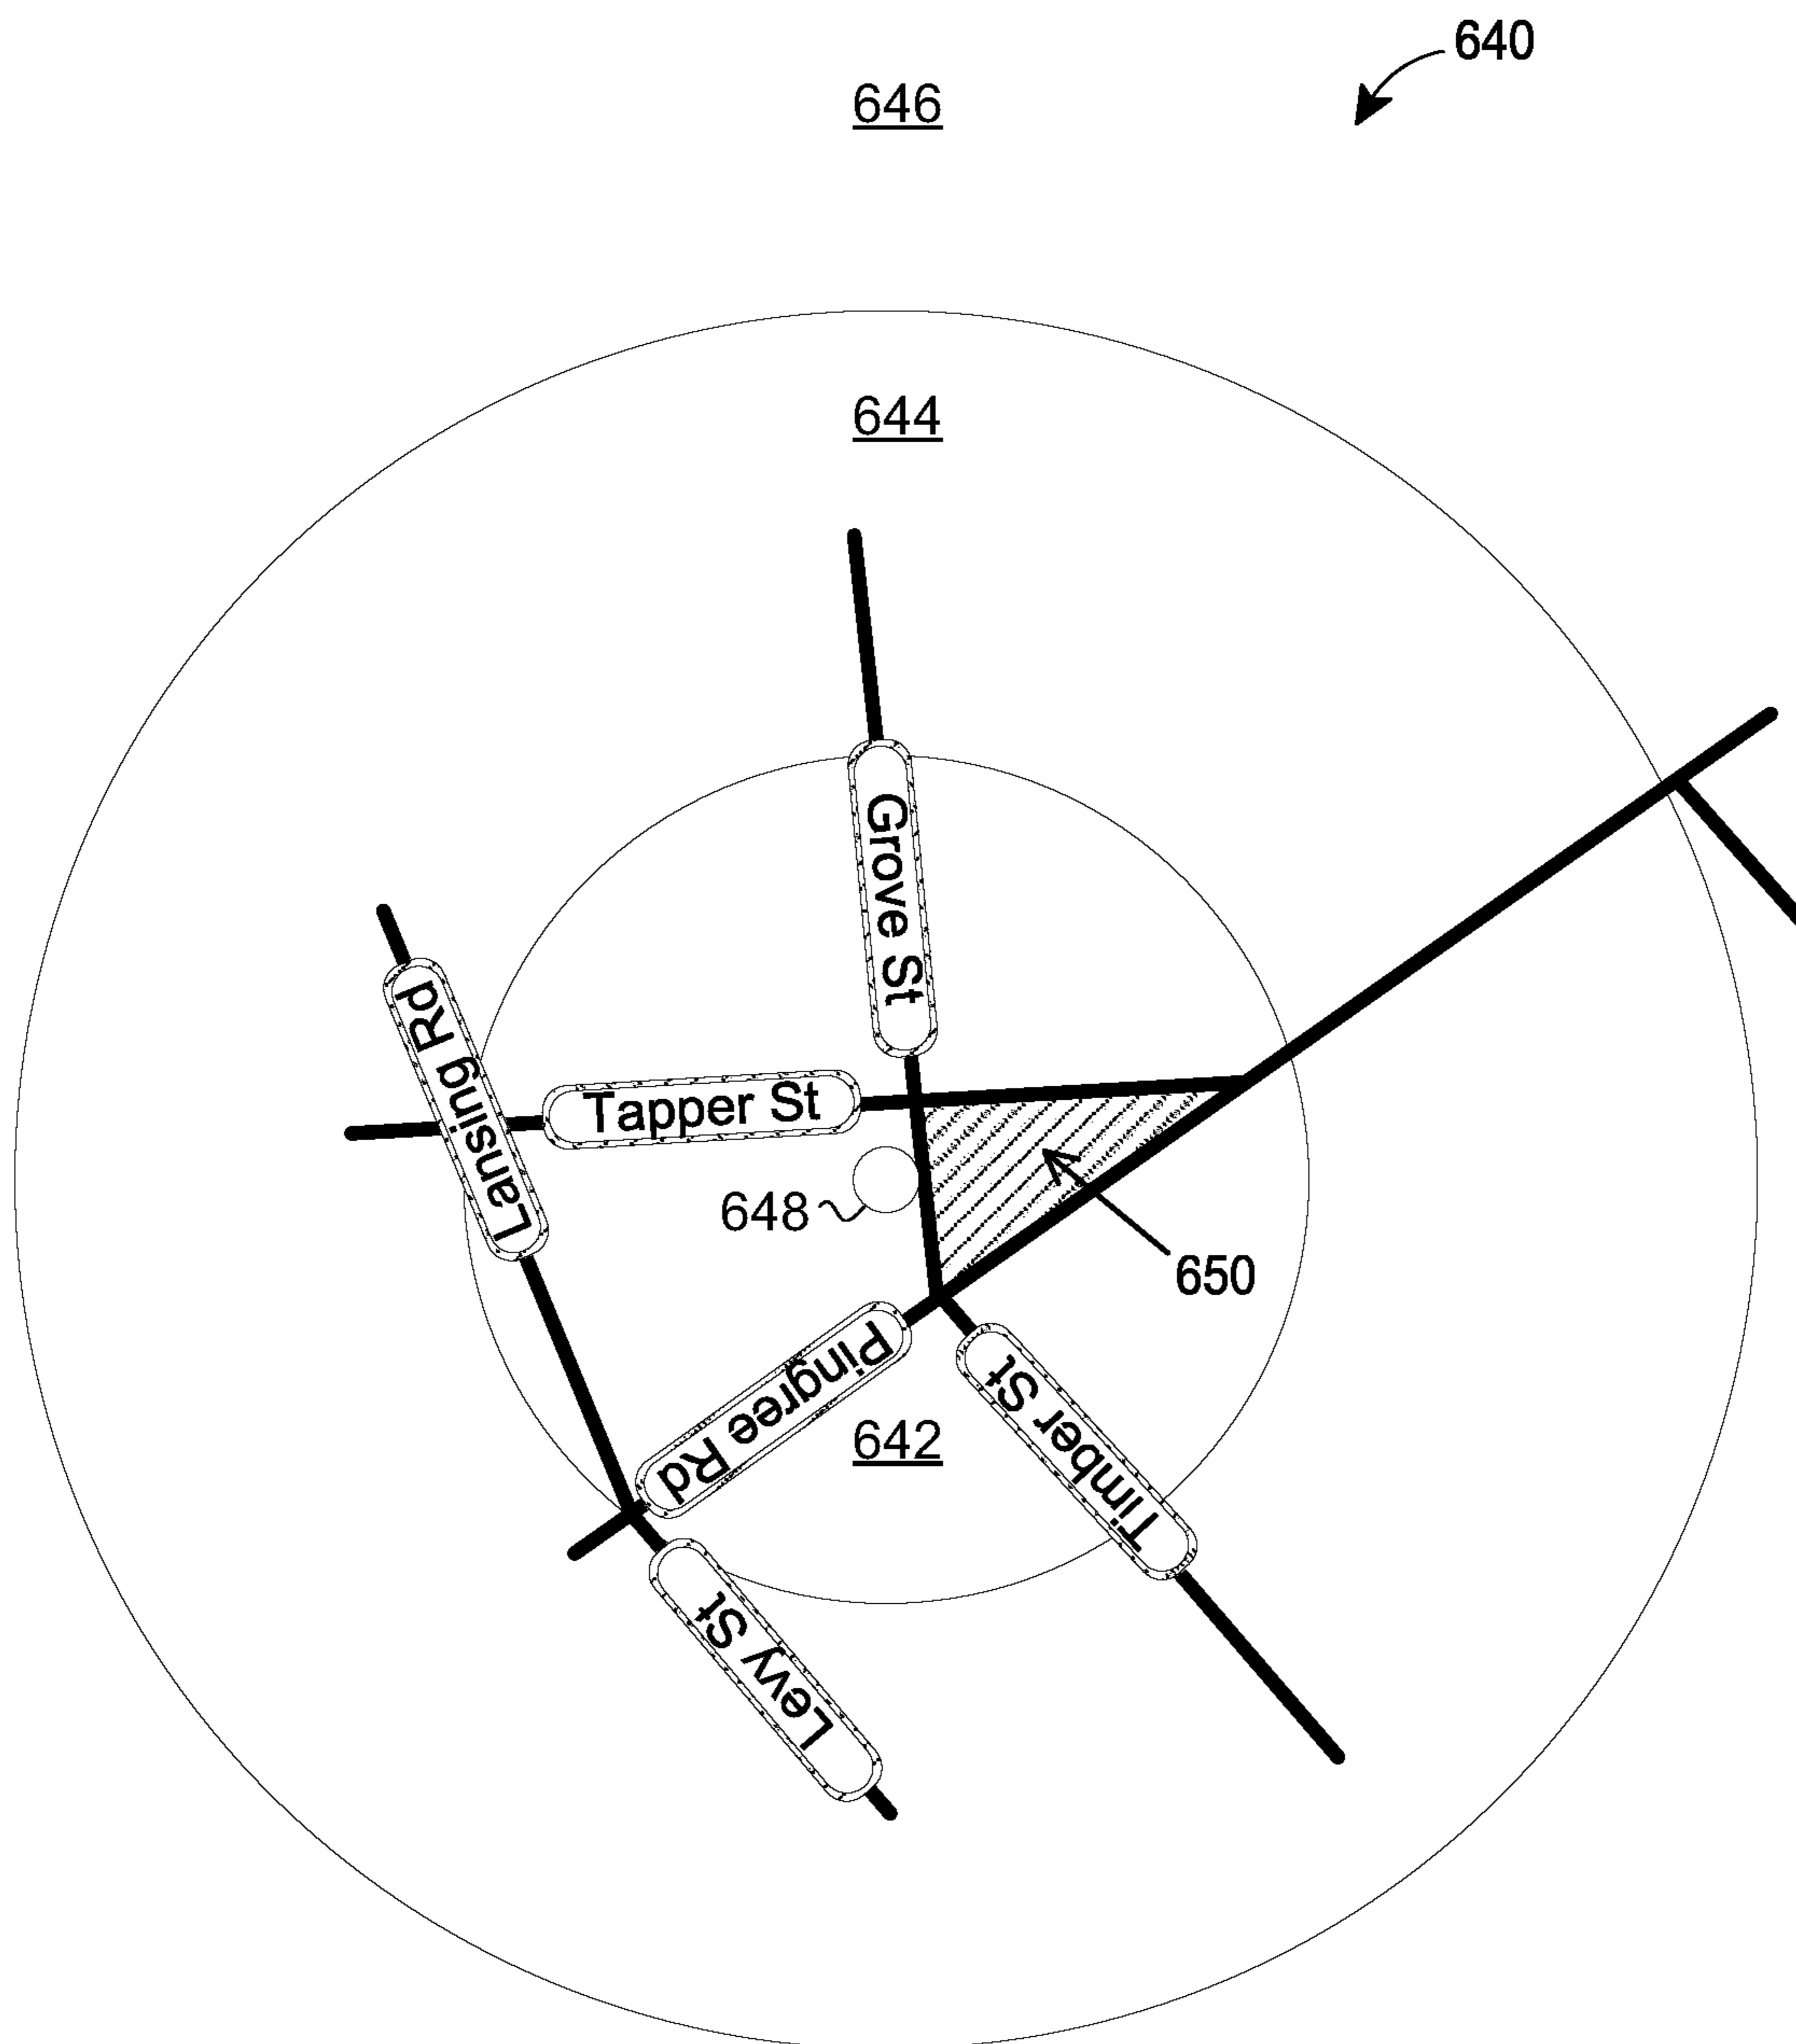 640
646
644
Grove St
Lansing Rd
Tapper St
648
650
Pingree Rd
Timber St
642
Levy St